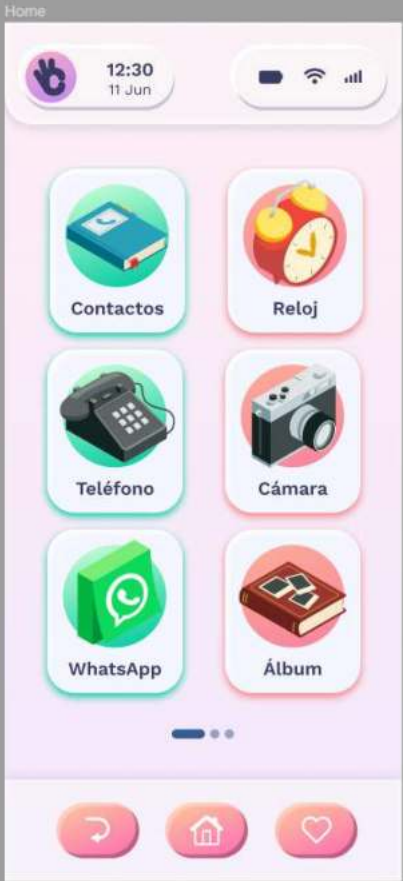 Home
12:30
11 Jun
Contactos
Reloj
Teléfono
Cámara
WhatsApp
Álbum